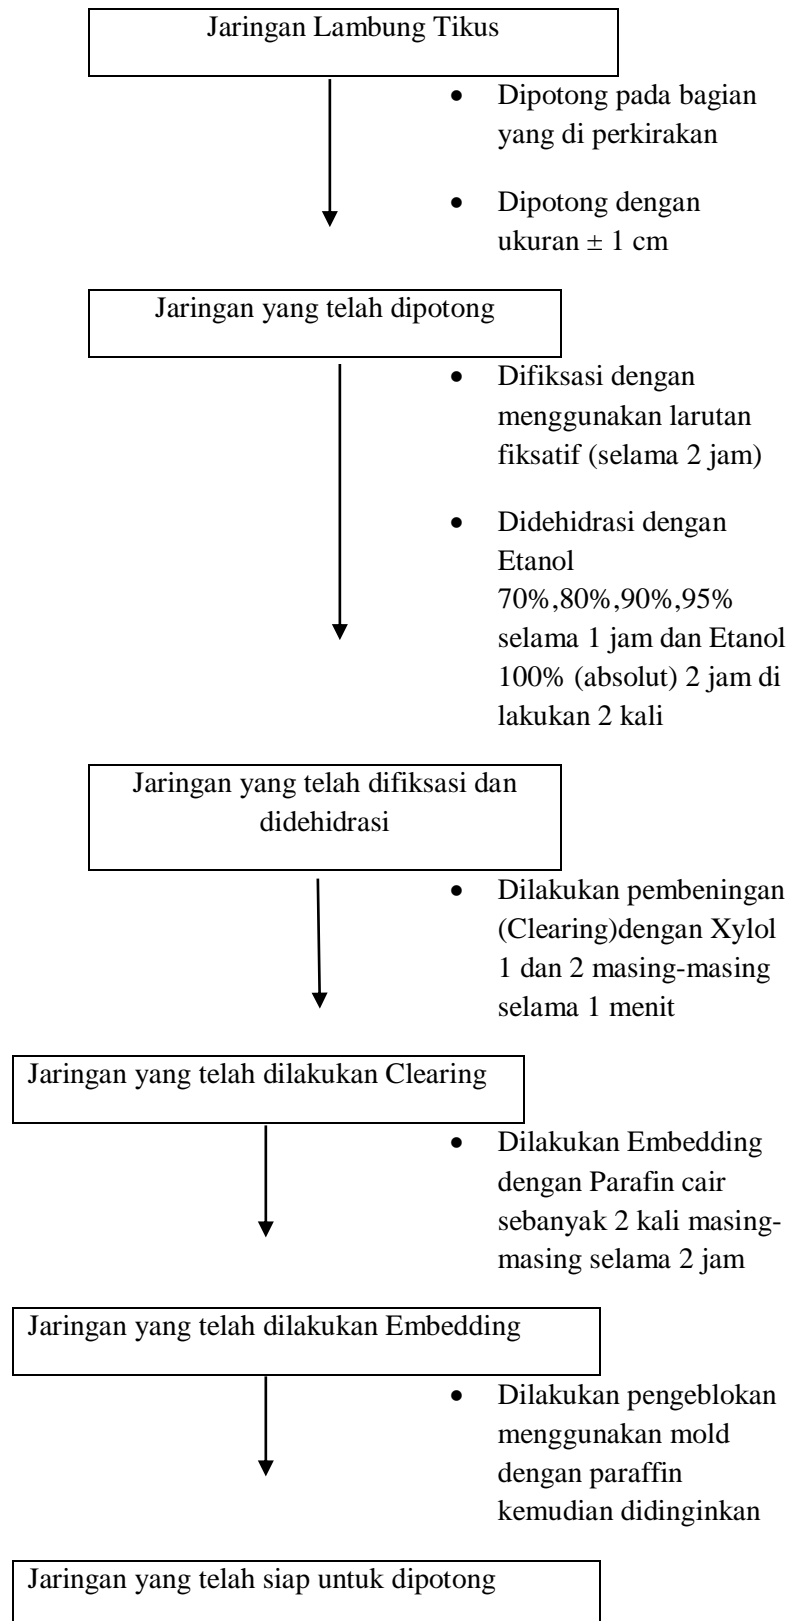 Jaringan Lambung Tikus
• Dipotong pada bagian
yang di perkirakan
• Dipotong dengan
ukuran ± 1 cm
Jaringan yang telah dipotong
• Difiksasi dengan
menggunakan larutan
fiksatif (selama 2 jam)
• Didehidrasi dengan
Etanol
70%,80%,90%,95%
selama 1 jam dan Etanol
100% (absolut) 2 jam di
lakukan 2 kali
Jaringan yang telah difiksasi dan
didehidrasi
• Dilakukan pembeningan
(Clearing)dengan Xylol
1 dan 2 masing-masing
selama 1 menit
Jaringan yang telah dilakukan Clearing
• Dilakukan Embedding
dengan Parafin cair
sebanyak 2 kali masing-
masing selama 2 jam
Jaringan yang telah dilakukan Embedding
• Dilakukan pengeblokan
menggunakan mold
dengan paraffin
kemudian didinginkan
Jaringan yang telah siap untuk dipotong